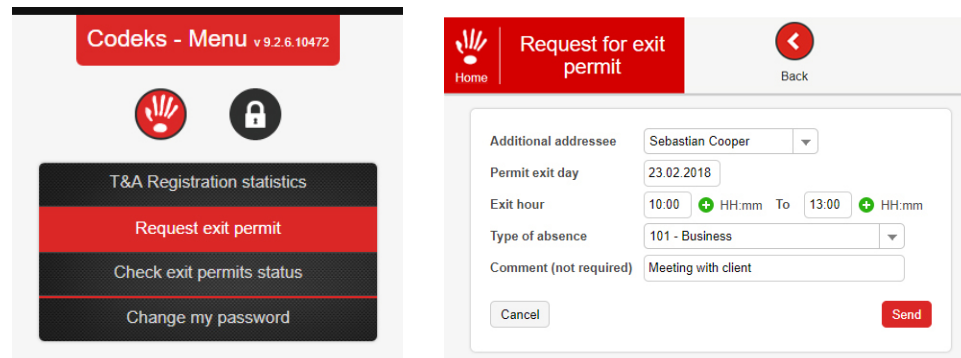 Codeks - Menu v 9.2.6.10472
T&A Registration statistics
Request exit permit
Check exit permits status
Change my password
Home
Request for exit
permit
Back
Additional addressee Sebastian Cooper
Permit exit day 23.02.2018
Exit hour 10:00 HH:mm To 13:00 HH:mm
Type of absence 101 - Business
Comment (not required) Meeting with client
Cancel Send